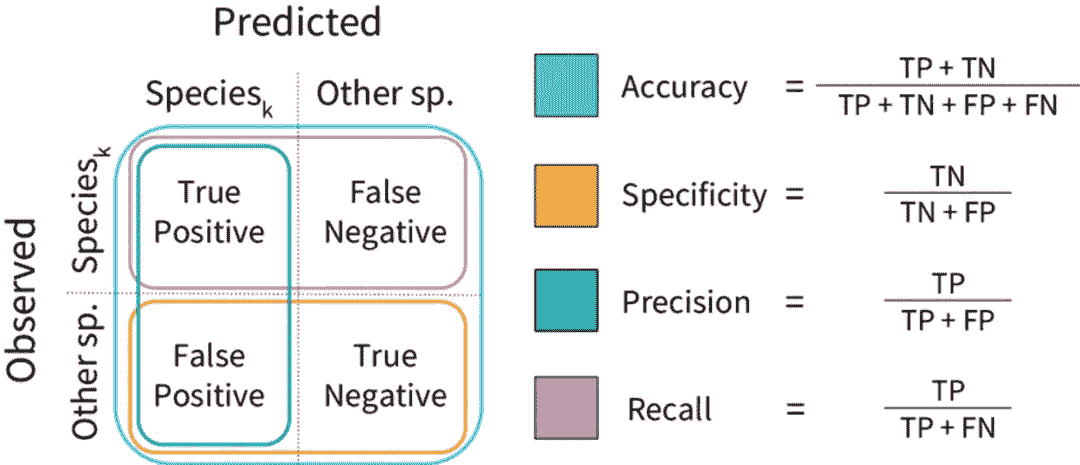 Predicted
Species_k
Other sp.
Observed
Species_k
Other sp.
True
Positive
False
Negative
False
Positive
True
Negative
Accuracy = TP + TN
TP + TN + FP + FN
Specificity = TN
TN + FP
Precision = TP
TP + FP
Recall = TP
TP + FN